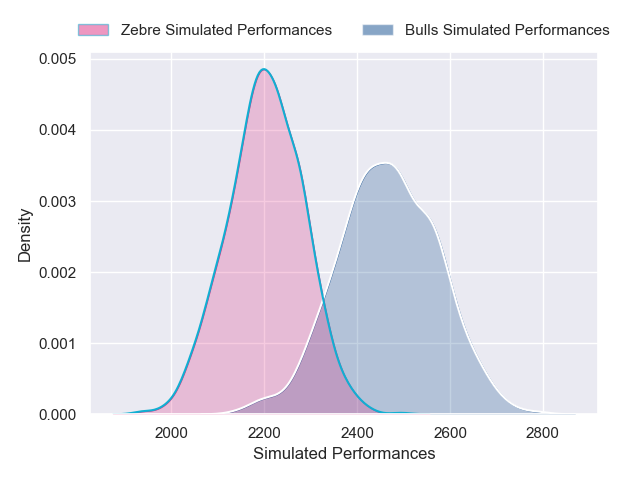 Zebre Simulated Performances Bulls Simulated Performances
0.005
0.004
0.003
0.002
0.001
0.000
Density
2000 2200 2400 2600 2800
Simulated Performances